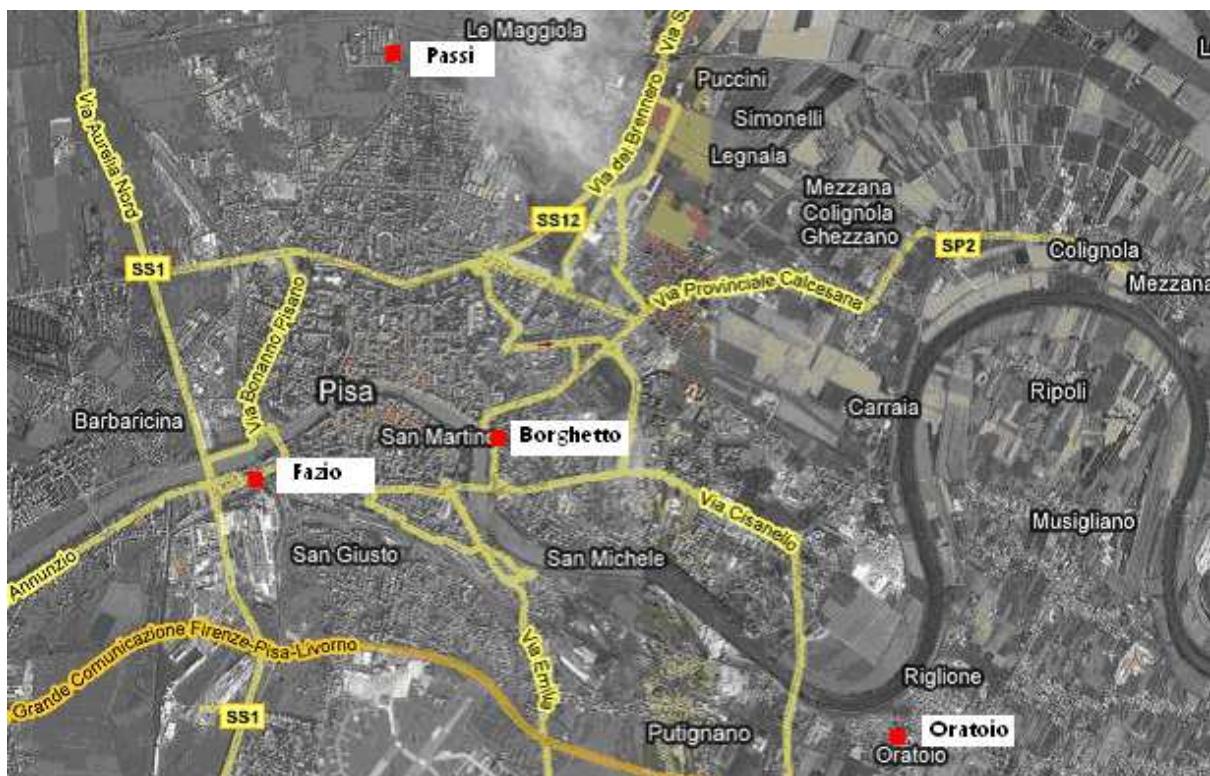 Le Maggiola
Passi
Via S
L
Puccini
Via Aurelia Nord
Via del Brennero
Simonelli
Legnaia
Mezzana
Colignola
Ghezzano
SS12
SP2
Colignola
SS1
Mezzana
Via Provinciale Calcesana
Via Bonanno Pisano
Pisa
Ripoli
Barbaricina
Carraia
San Martino
Borghetto
Fazio
Via Cisanello
Musigliano
San Giusto
San Michele
Annunzio
Grande Comunicazione Firenze-Pisa-Livorno
Via Emilia
Riglione
SS1
Putignano
Oratoio
Oratoio